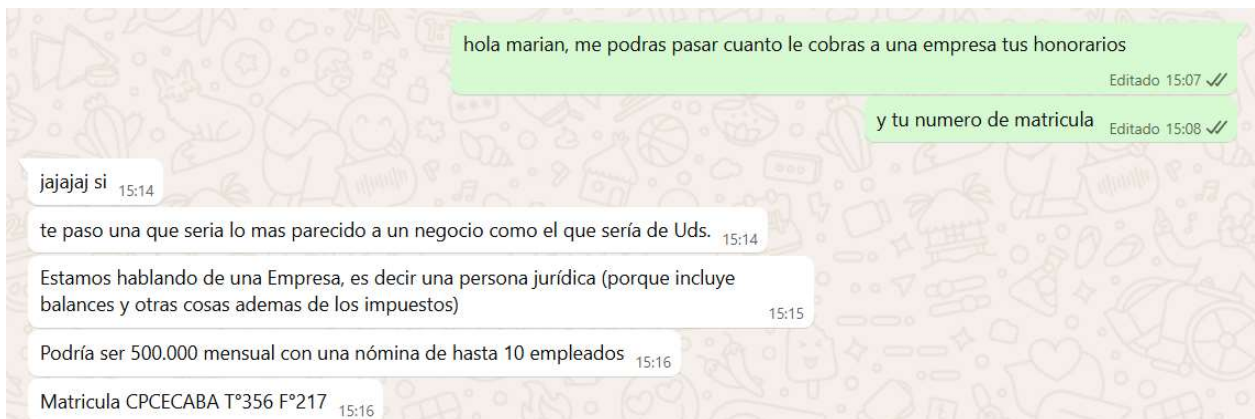 hola marian, me podras pasar cuanto le cobras a una empresa tus honorarios
Editado 15:07
y tu numero de matricula Editado 15:08
jajajaj si 15:14
te paso una que seria lo mas parecido a un negocio como el que sería de Uds. 15:14
Estamos hablando de una Empresa, es decir una persona jurídica (porque incluye
balances y otras cosas ademas de los impuestos) 15:15
Podría ser 500.000 mensual con una nómina de hasta 10 empleados 15:16
Matricula CPCECABA T°356 F°217 15:16